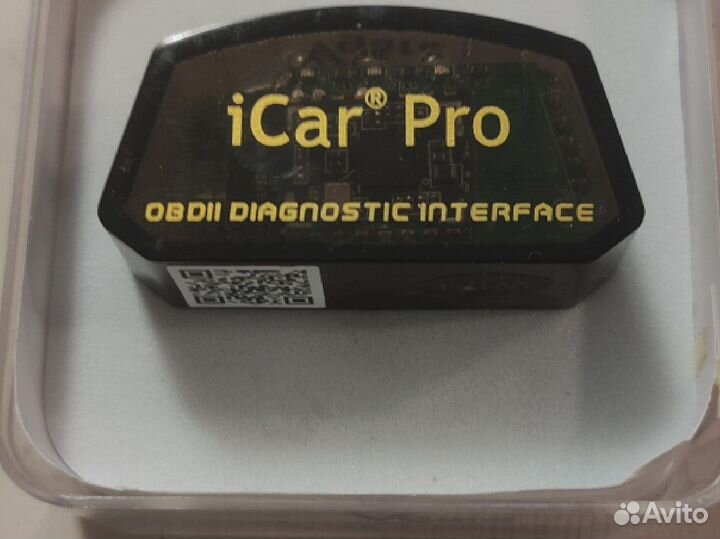 iCar® Pro
OBDII DIAGNOSTIC INTERFACE
Avito